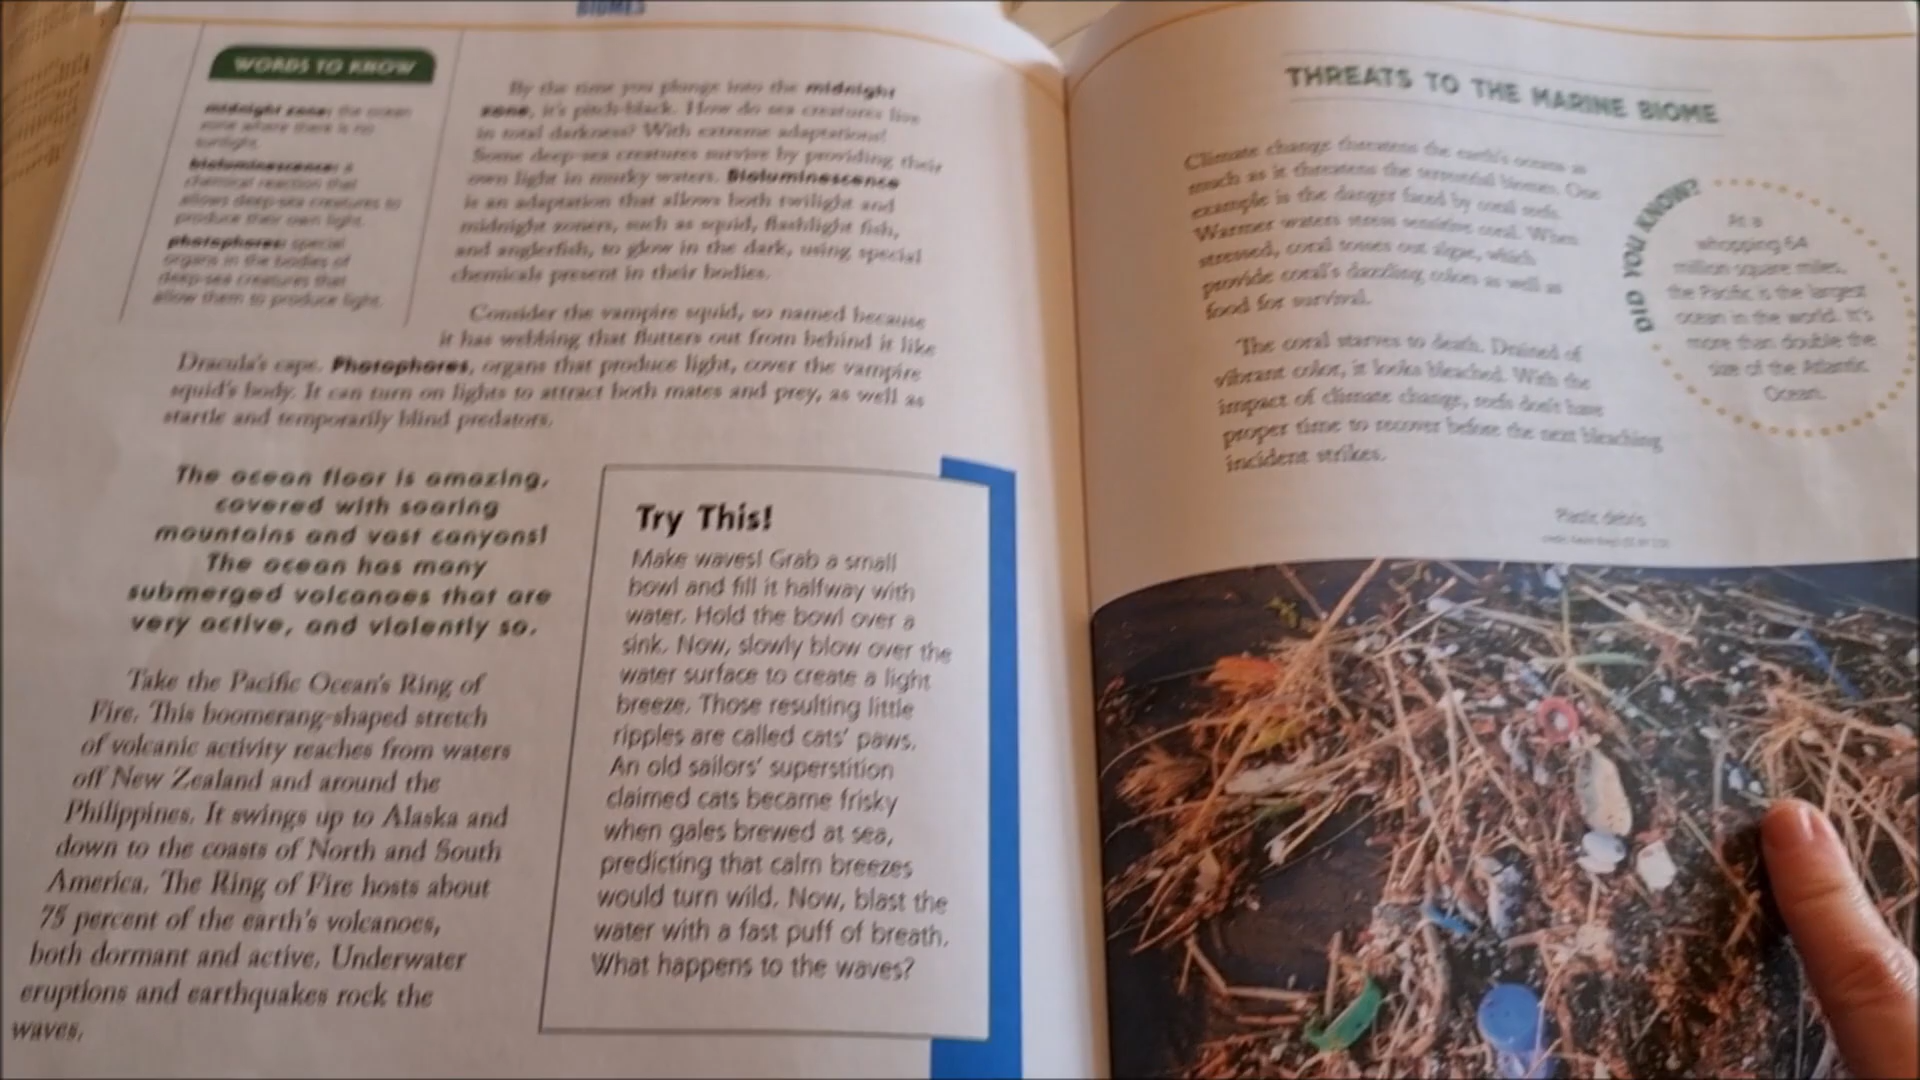 BIOMES
WORDS TO KNOW
midnight zone: the ocean
zone where there is no
sunlight.
bioluminescence: a
chemical reaction that
allows deep-sea creatures to
produce their own light.
photophores: special
organs in the bodies of
deep-sea creatures that
allow them to produce light.
By the time you plunge into the midnight
zone, it's pitch-black. How do sea creatures live
in total darkness? With extreme adaptations!
Some deep-sea creatures survive by providing their
own light in murky waters. Bioluminescence
is an adaptation that allows both twilight and
midnight zoners, such as squid, flashlight fish,
and anglerfish, to glow in the dark, using special
chemicals present in their bodies.
Consider the vampire squid, so named because
it has webbing that flutters out from behind it like
Dracula's cape. Photophores, organs that produce light, cover the vampire
squid's body. It can turn on lights to attract both mates and prey, as well as
startle and temporarily blind predators.
The ocean floor is amazing,
covered with soaring
mountains and vast canyons!
The ocean has many
submerged volcanoes that are
very active, and violently so.
Take the Pacific Ocean's Ring of
Fire. This boomerang-shaped stretch
of volcanic activity reaches from waters
off New Zealand and around the
Philippines. It swings up to Alaska and
down to the coasts of North and South
America. The Ring of Fire hosts about
75 percent of the earth's volcanoes,
both dormant and active. Underwater
eruptions and earthquakes rock the
waves.
Try This!
Make waves! Grab a small
bowl and fill it halfway with
water. Hold the bowl over a
sink. Now, slowly blow over the
water surface to create a light
breeze. Those resulting little
ripples are called cats' paws.
An old sailors' superstition
claimed cats became frisky
when gales brewed at sea,
predicting that calm breezes
would turn wild. Now, blast the
water with a fast puff of breath.
What happens to the waves?
THREATS TO THE MARINE BIOME
Climate change threatens the earth's oceans as
much as it threatens the terrestrial biomes. One
example is the danger faced by coral reefs.
Warmer waters stress sensitive coral. When
stressed, coral tosses out algae, which
provide coral's dazzling colors as well as
food for survival.
The coral starves to death. Drained of
vibrant color, it looks bleached. With the
impact of climate change, reefs don't have
proper time to recover before the next bleaching
incident strikes.
DID YOU KNOW?
At a
whopping 64
million square miles,
the Pacific is the largest
ocean in the world. It's
more than double the
size of the Atlantic
Ocean.
Plastic debris